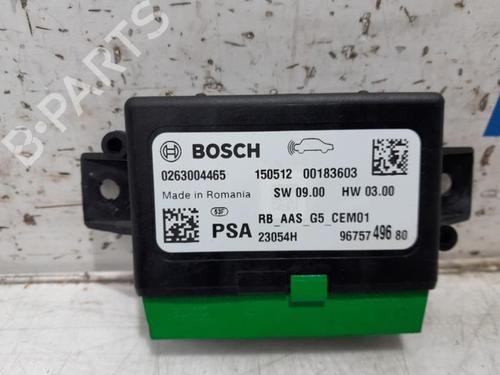 BOSCH
0263004465 150512 00183603
Made in Romania SW 09.00 HW 03.00
RB_AAS_G5_CEM01
PSA 23054H 96757 496 80
B-PARTS